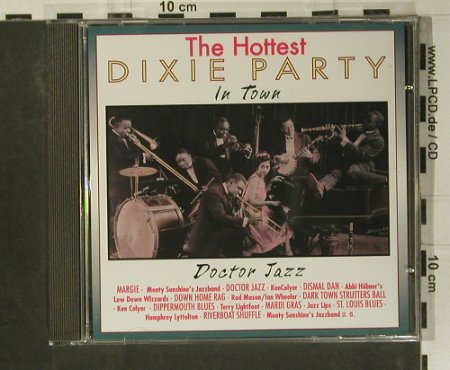 10 cm
The Hottest
DIXIE PARTY
In Town
Doctor Jazz
MARGIE · Monty Sunshine's Jazzband · DOCTOR JAZZ · KenColyer · DISMAL DAN · Abbi Hübner's
Low Down Wizzards · DOWN HOME RAG · Rod Mason/Ian Wheeler · DARK TOWN STRUTTERS BALL
· Ken Colyer · DIPPERMOUTH BLUES · Terry Lightfoot · MARDI GRAS · Jazz Lips · ST. LOUIS BLUES ·
Humphrey Lyttelton · RIVERBOAT SHUFFLE · Monty Sunshine's Jazzband u. a.
www.LPCD.de / CD
10 cm